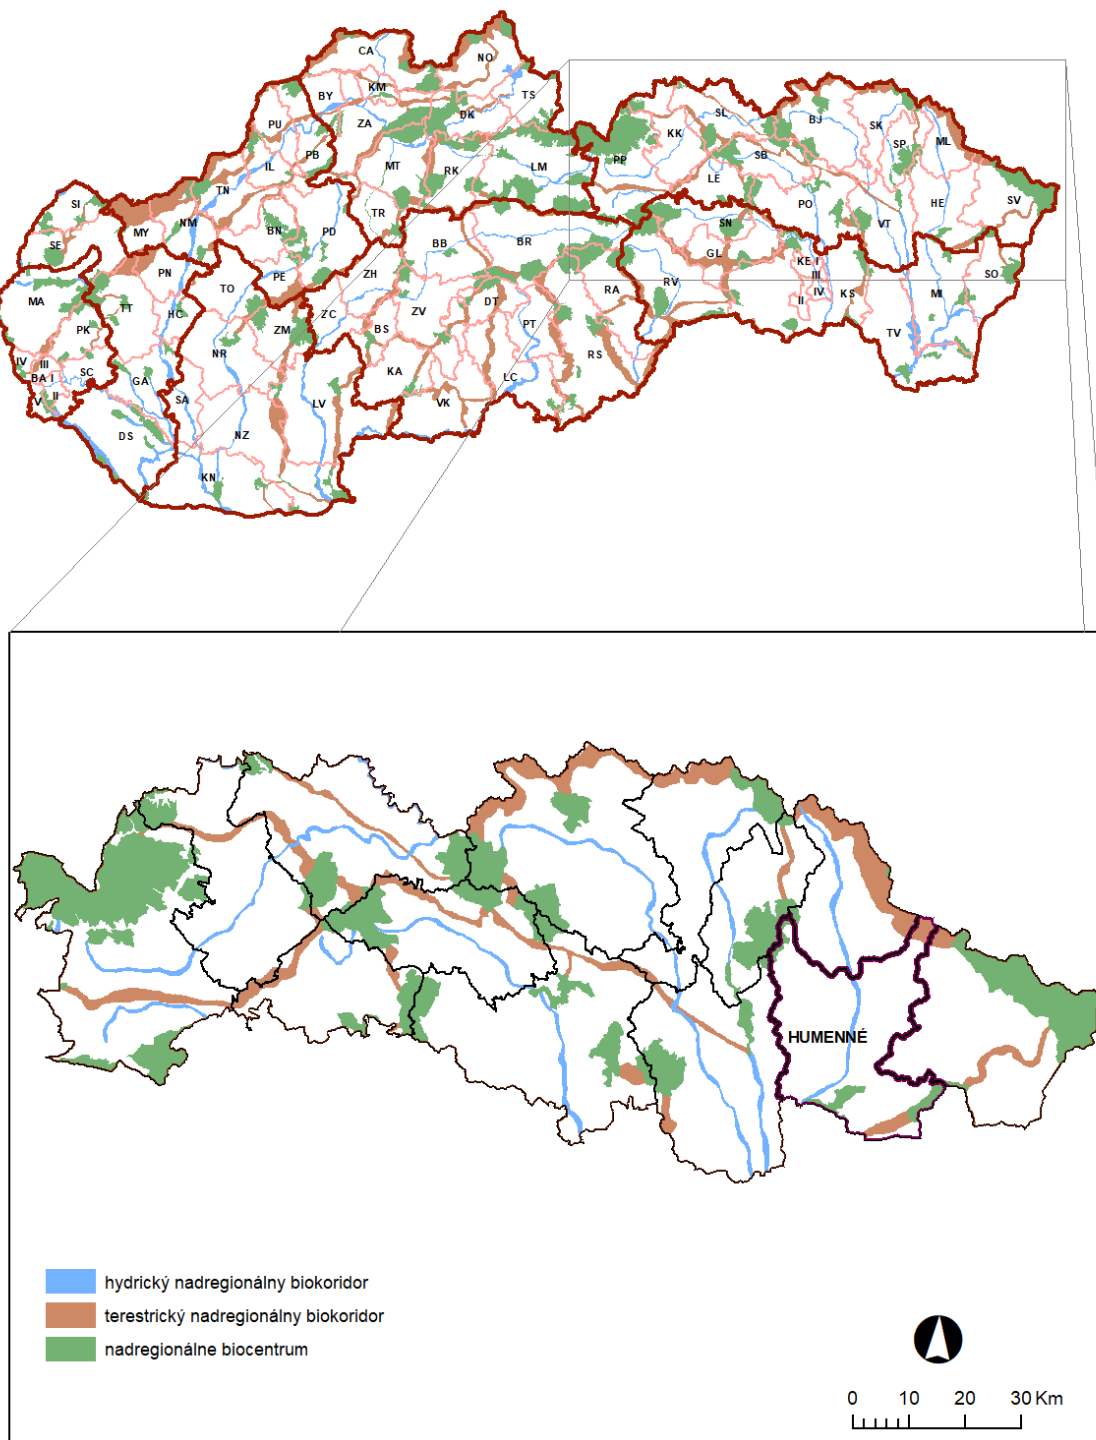 CA
NO
BY
KM
TS
ZA
DK
PU
PB
IL
MT
RK
LM
TN
TR
SI
SE
MY
NM
BN
PD
BB
BR
PN
TO
PE
ZH
MA
TT
HC
ZM
ZC
BS
ZV
DT
PT
RA
PK
NR
KA
RS
IV
III
BA I
SC
V
II
GA
SA
LV
LC
VK
DS
NZ
KN
KK
SL
BJ
SK
SP
ML
PP
SB
LE
PO
VT
HE
SV
SN
GL
KE I
III
IV
II
KS
RV
SO
MI
TV
HUMENNÉ
hydrický nadregionálny biokoridor
terestrický nadregionálny biokoridor
nadregionálne biocentrum
0 10 20 30 Km